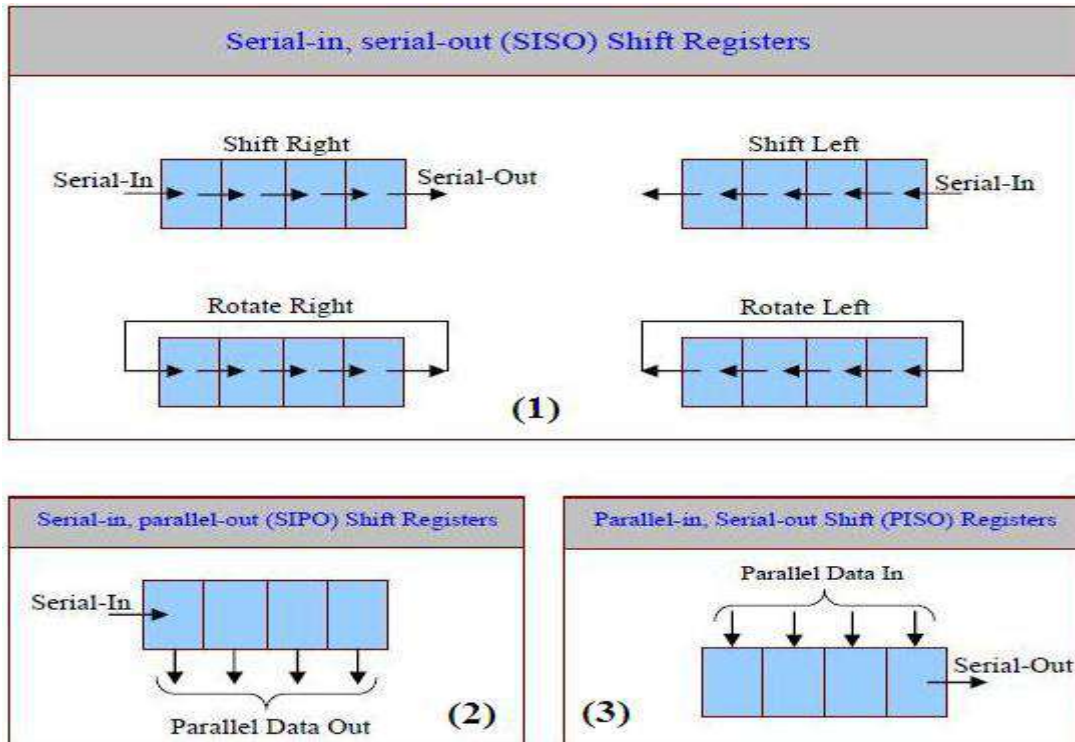 Serial-in, serial-out (SISO) Shift Registers
Shift Right
Serial-In
Serial-Out
Shift Left
Serial-In
Rotate Right
Rotate Left
(1)
Serial-in, parallel-out (SIPO) Shift Registers
Serial-In
Parallel Data Out
(2)
Parallel-in, Serial-out Shift (PISO) Registers
Parallel Data In
Serial-Out
(3)